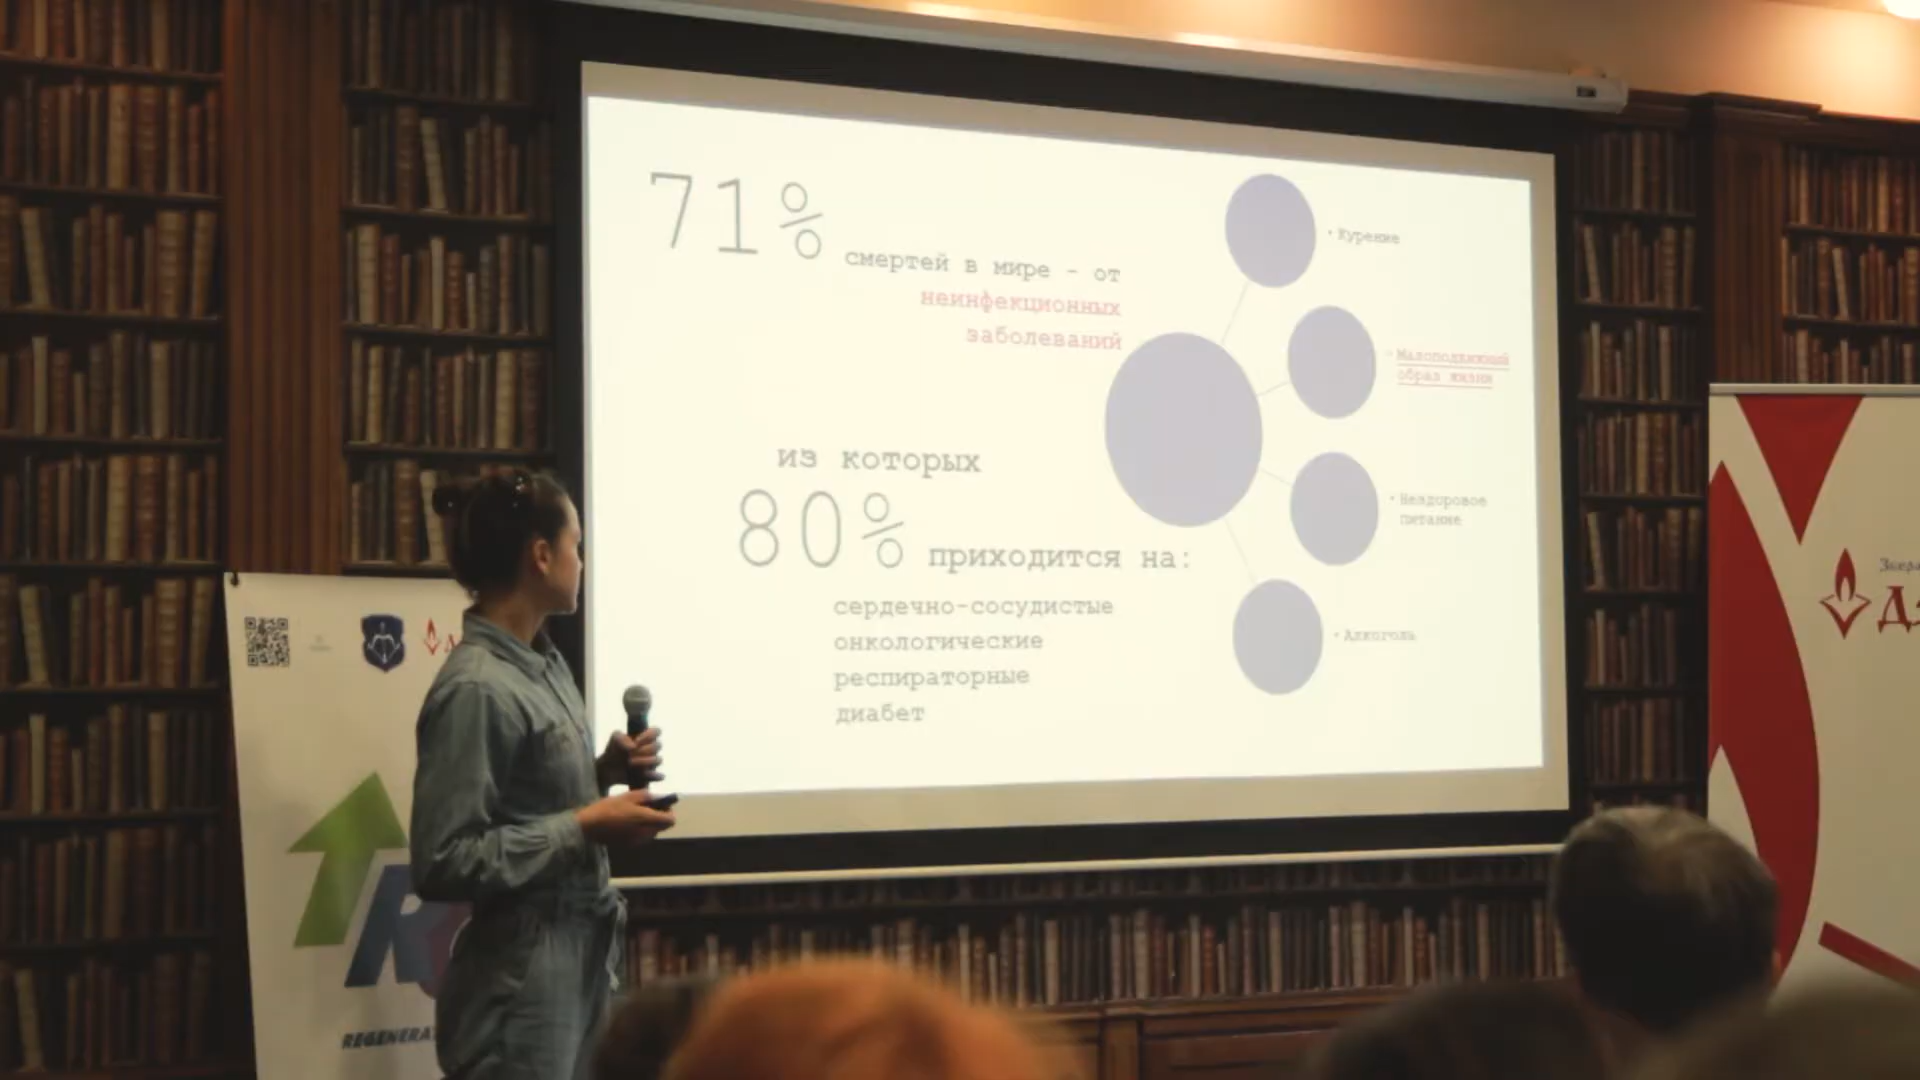 71%
смертей в мире - от
неинфекционных
заболеваний
из которых
80%
приходится на:
сердечно-сосудистые
онкологические
респираторные
диабет
• Курение
• Малоподвижный
образ жизни
• Нездоровое
питание
• Алкоголь
REGENERA